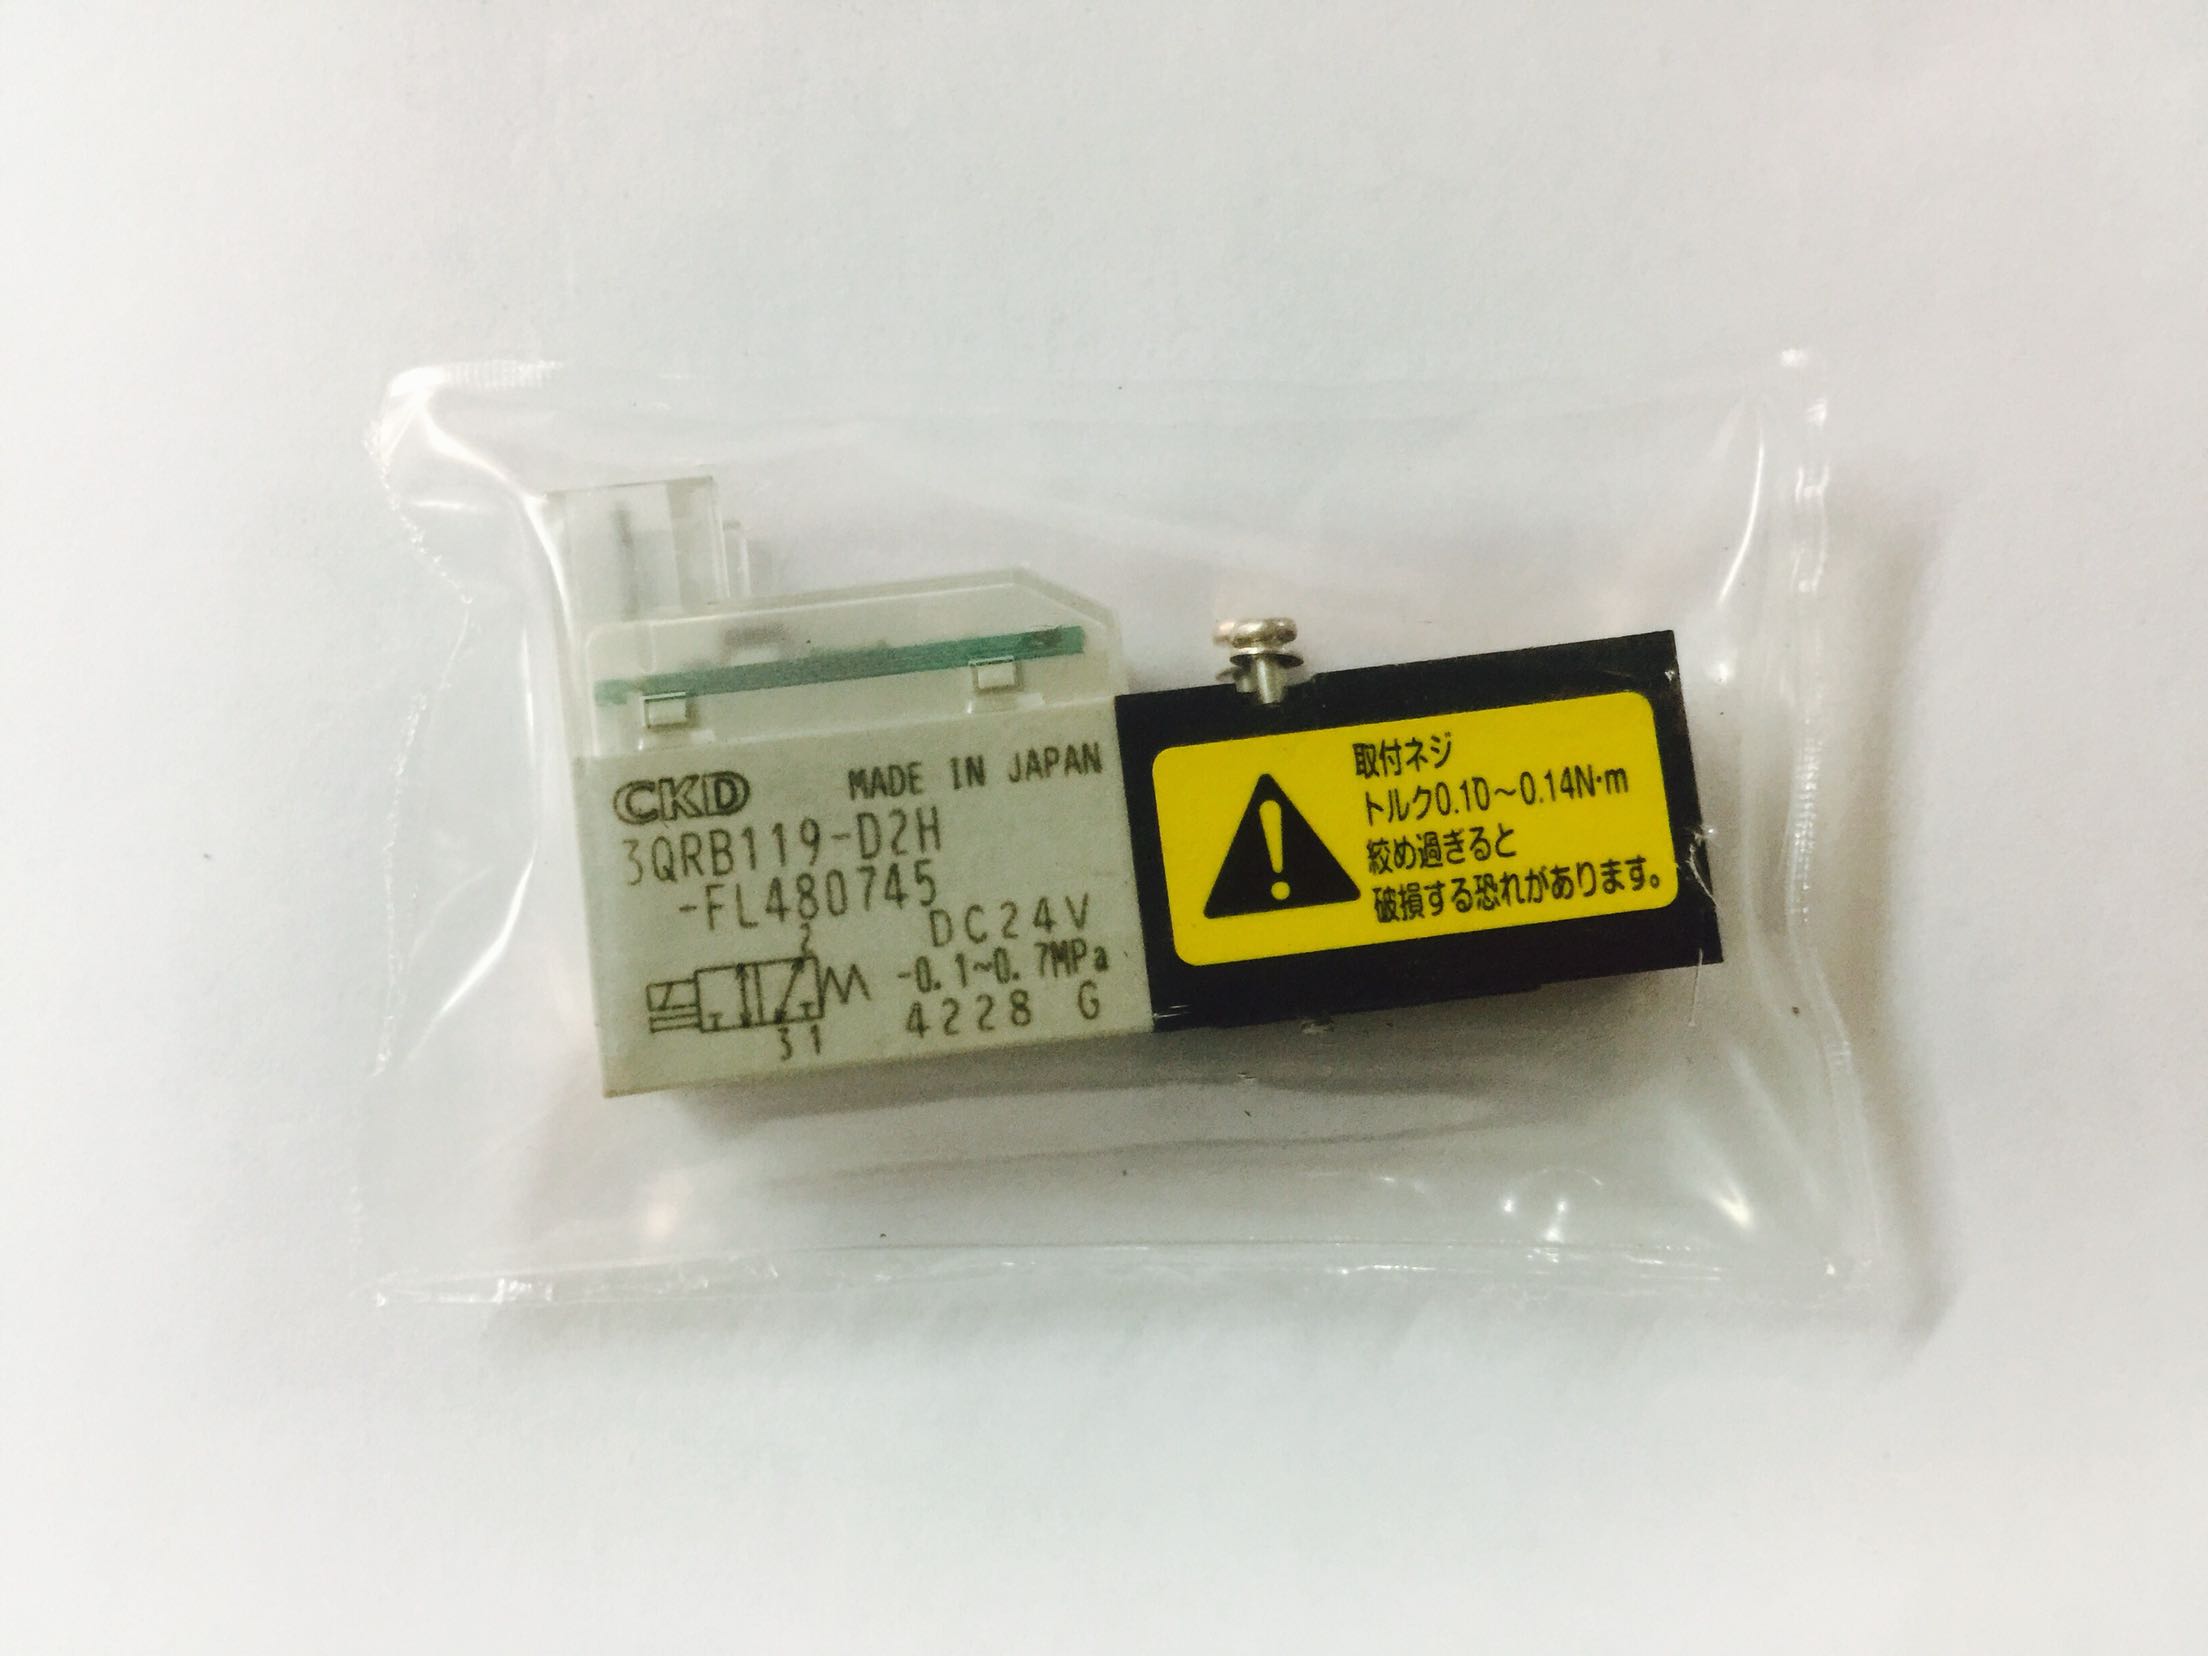 CKD MADE IN JAPAN
3QRB119-D2H
-FL480745
DC24V
2
-0.1~0.7MPa
4228 G
3 1
取付ネジ
トルク0.10～0.14N·m
絞め過ぎると
破損する恐れがあります。